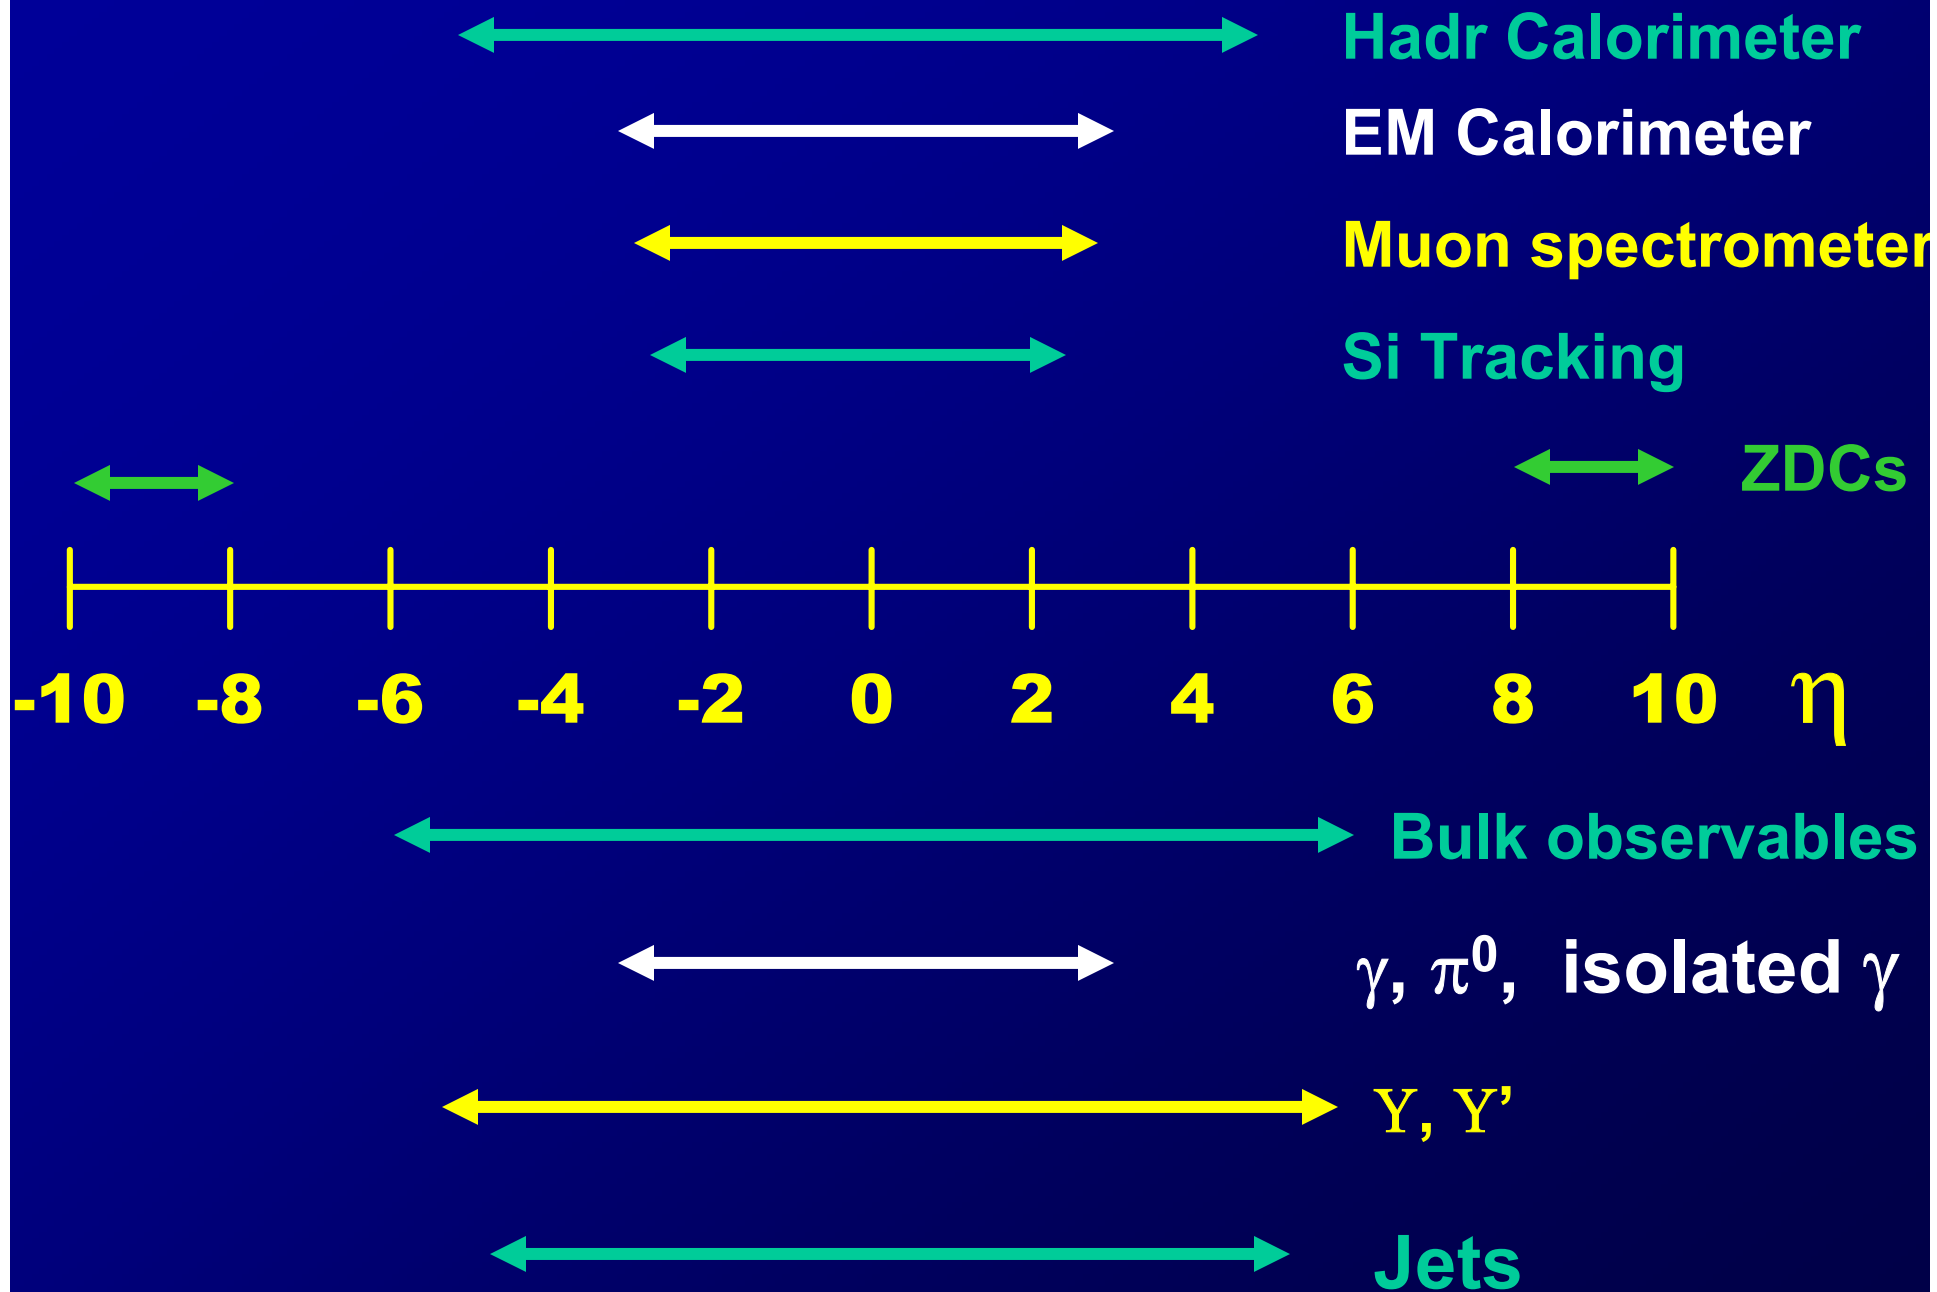 Hadr Calorimeter
EM Calorimeter
Muon spectrometer
Si Tracking
ZDCs
-10 -8 -6 -4 -2 0 2 4 6 8 10 η
Bulk observables
γ, π⁰, isolated γ
ϒ, ϒ’
Jets